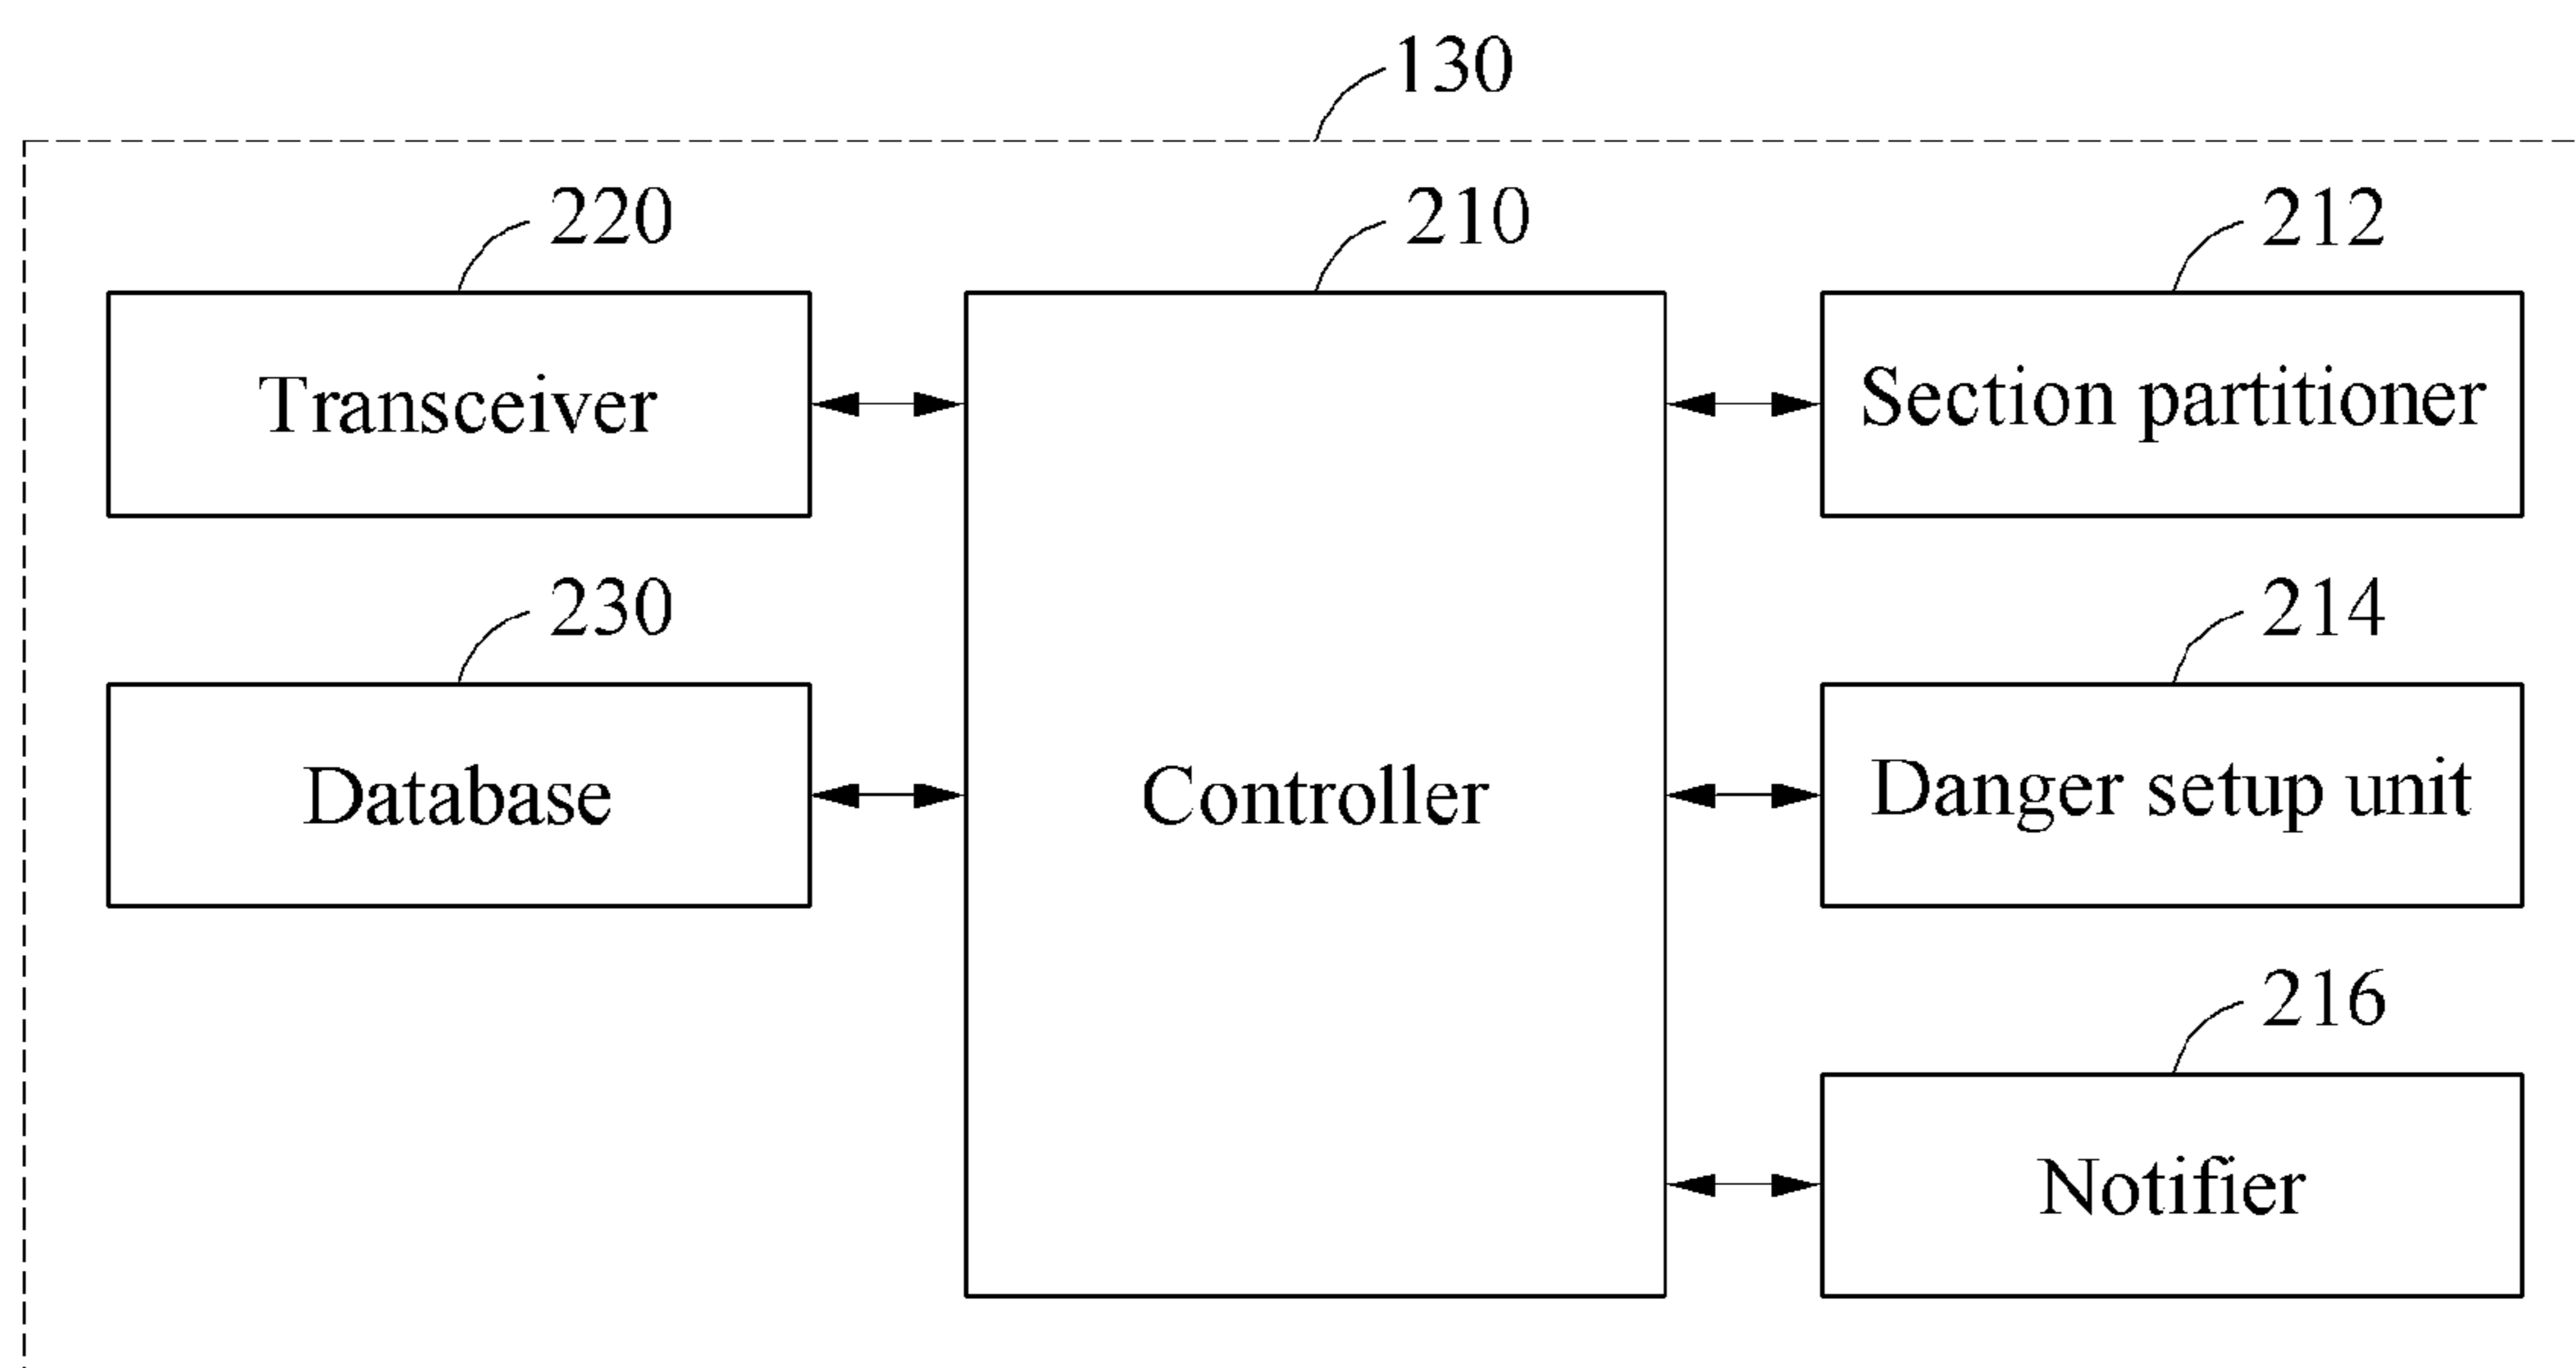 130
220
210
212
Transceiver
Section partitioner
230
214
Database
Controller
Danger setup unit
216
Notifier